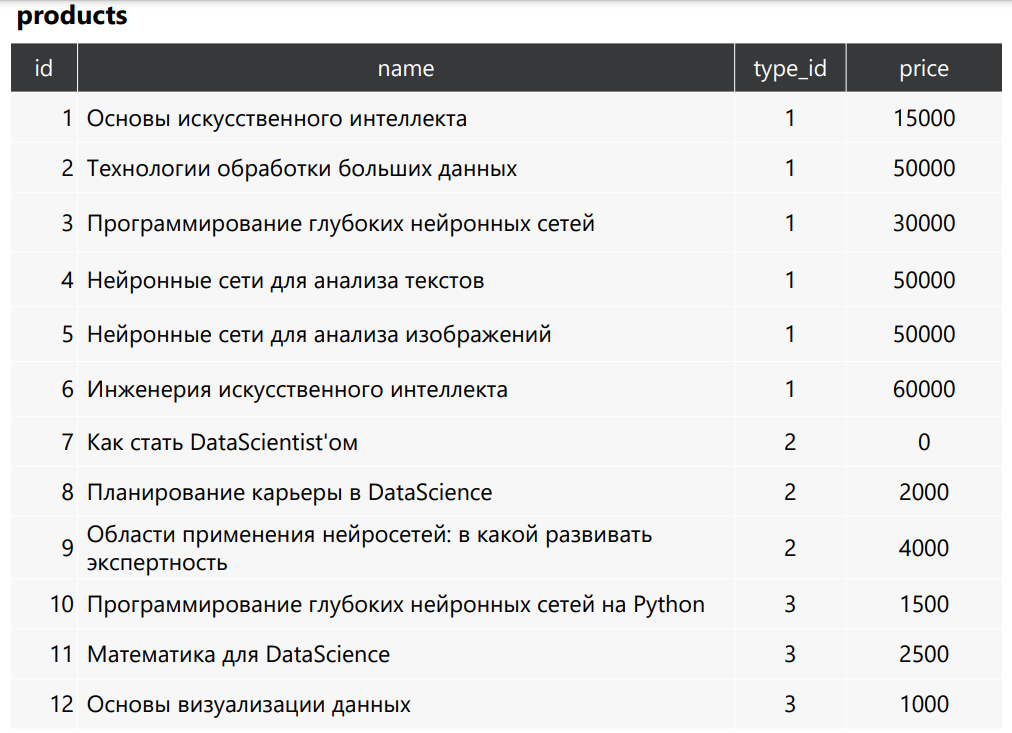 products
id name type_id price
1 Основы искусственного интеллекта 1 15000
2 Технологии обработки больших данных 1 50000
3 Программирование глубоких нейронных сетей 1 30000
4 Нейронные сети для анализа текстов 1 50000
5 Нейронные сети для анализа изображений 1 50000
6 Инженерия искусственного интеллекта 1 60000
7 Как стать DataScientist'ом 2 0
8 Планирование карьеры в DataScience 2 2000
9 Области применения нейросетей: в какой развивать
экспертность 2 4000
10 Программирование глубоких нейронных сетей на Python 3 1500
11 Математика для DataScience 3 2500
12 Основы визуализации данных 3 1000